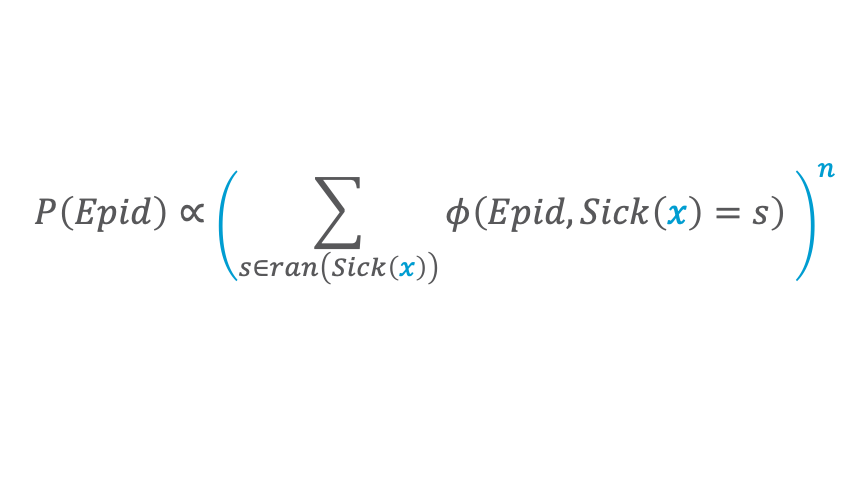 P(Epid) ∝ ( ∑ ϕ(Epid, Sick(x) = s) )ⁿ
s∈ran(Sick(x))